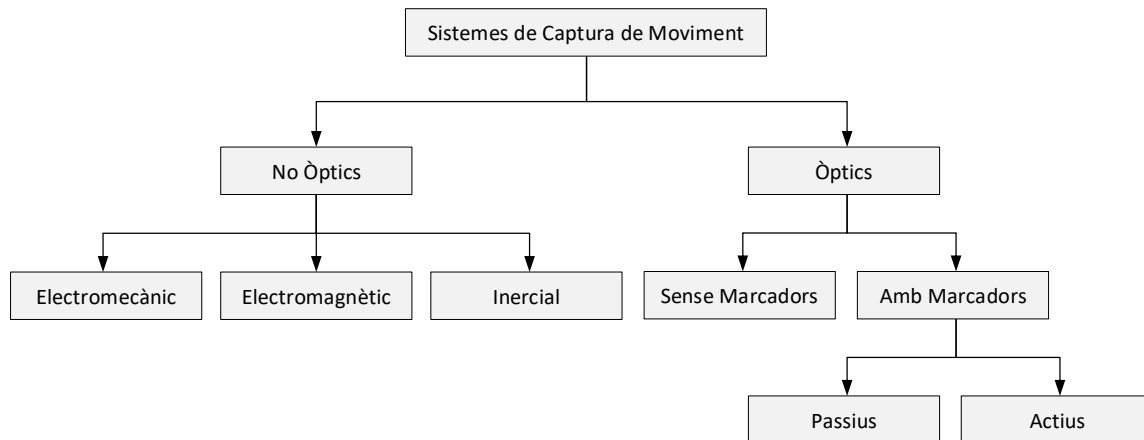 Sistemes de Captura de Moviment
No Òptics
Òptics
Electromecànic
Electromagnètic
Inercial
Sense Marcadors
Amb Marcadors
Passius
Actius